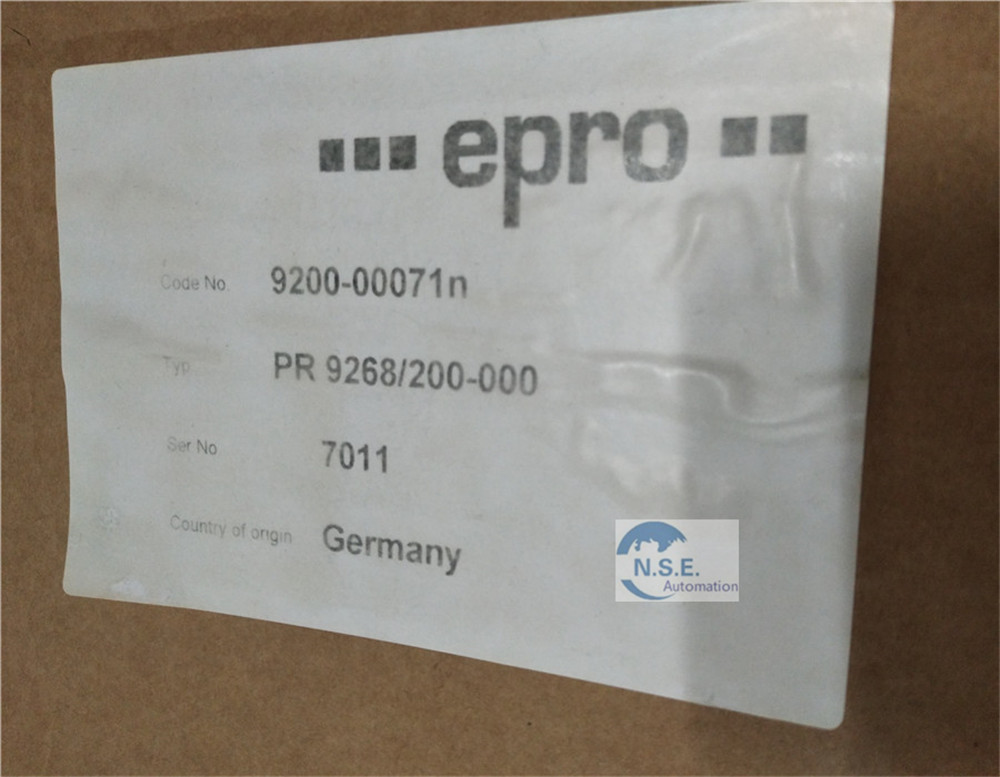 epro
Code No. 9200-00071n
Typ PR 9268/200-000
Ser No 7011
Country of origin Germany
N.S.E.
Automation